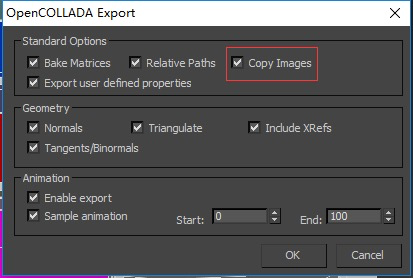 OpenCOLLADA Export
Standard Options
Bake Matrices Relative Paths Copy Images
Export user defined properties
Geometry
Normals Triangulate Include XRefs
Tangents/Binormals
Animation
Enable export
Sample animation Start: 0 End: 100
OK Cancel